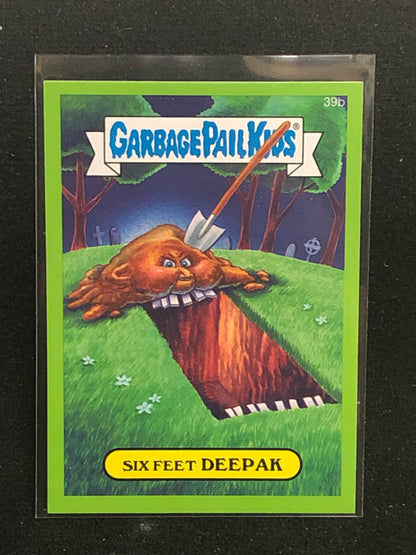 39b
GARBAGE PAIL KIDS®
SIX FEET DEEPAK